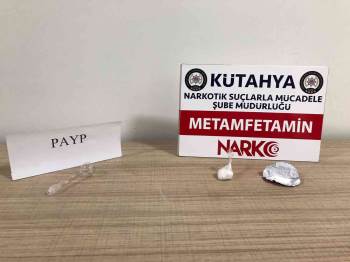 PAYP
KÜTAHYA
NARKOTİK SUÇLARLA MÜCADELE
ŞUBE MÜDÜRLÜĞÜ
METAMFETAMİN
NARKO